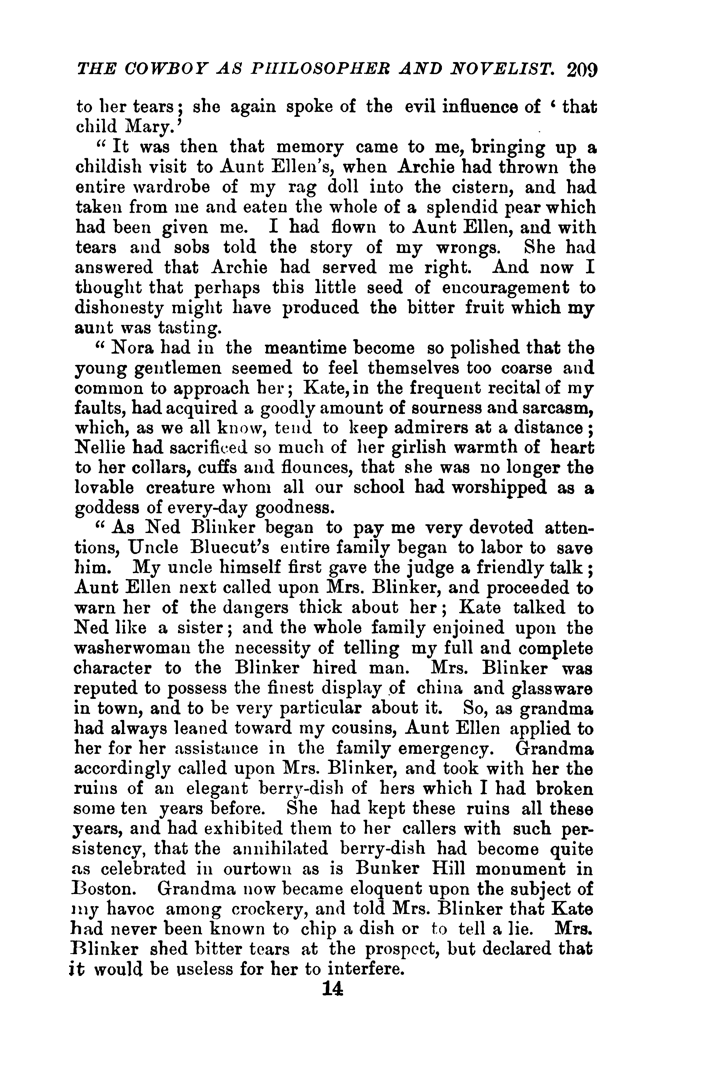 THE COWBOY AS PHILOSOPHER AND NOVELIST. 209
to her tears; she again spoke of the evil influence of ‘ that
child Mary.’
“ It was then that memory came to me, bringing up a
childish visit to Aunt Ellen's, when Archie had thrown the
entire wardrobe of my rag doll into the cistern, and had
taken from me and eaten the whole of a splendid pear which
had been given me. I had flown to Aunt Ellen, and with
tears and sobs told the story of my wrongs. She had
answered that Archie had served me right. And now I
thought that perhaps this little seed of encouragement to
dishonesty might have produced the bitter fruit which my
aunt was tasting.
“ Nora had in the meantime become so polished that the
young gentlemen seemed to feel themselves too coarse and
common to approach her; Kate, in the frequent recital of my
faults, had acquired a goodly amount of sourness and sarcasm,
which, as we all know, tend to keep admirers at a distance;
Nellie had sacrificed so much of her girlish warmth of heart
to her collars, cuffs and flounces, that she was no longer the
lovable creature whom all our school had worshipped as a
goddess of every-day goodness.
“ As Ned Blinker began to pay me very devoted atten-
tions, Uncle Bluecut's entire family began to labor to save
him. My uncle himself first gave the judge a friendly talk;
Aunt Ellen next called upon Mrs. Blinker, and proceeded to
warn her of the dangers thick about her; Kate talked to
Ned like a sister; and the whole family enjoined upon the
washerwoman the necessity of telling my full and complete
character to the Blinker hired man. Mrs. Blinker was
reputed to possess the finest display of china and glassware
in town, and to be very particular about it. So, as grandma
had always leaned toward my cousins, Aunt Ellen applied to
her for her assistance in the family emergency. Grandma
accordingly called upon Mrs. Blinker, and took with her the
ruins of an elegant berry-dish of hers which I had broken
some ten years before. She had kept these ruins all these
years, and had exhibited them to her callers with such per-
sistency, that the annihilated berry-dish had become quite
as celebrated in ourtown as is Bunker Hill monument in
Boston. Grandma now became eloquent upon the subject of
my havoc among crockery, and told Mrs. Blinker that Kate
had never been known to chip a dish or to tell a lie. Mrs.
Blinker shed bitter tears at the prospect, but declared that
it would be useless for her to interfere.
14